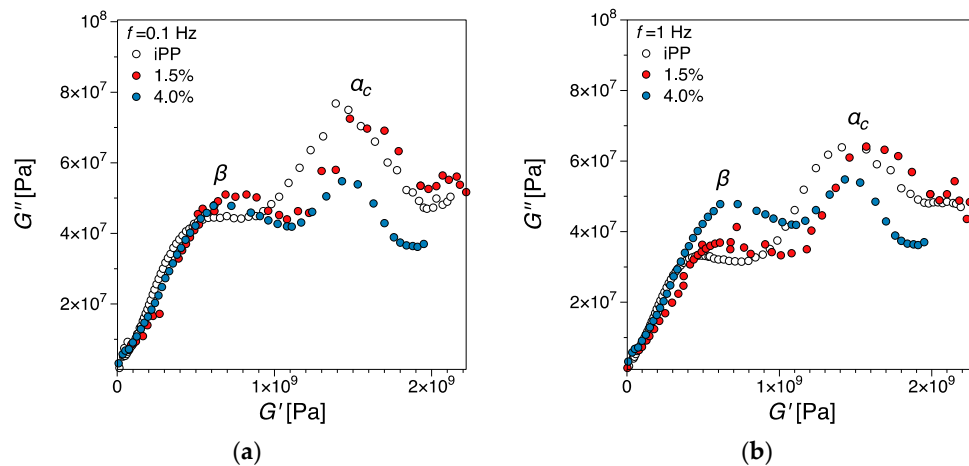 10⁸
f =0.1 Hz
iPP
1.5%
4.0%
8×10⁷
α_c
6×10⁷
β
G″ [Pa]
4×10⁷
2×10⁷
0
1×10⁹
2×10⁹
G′ [Pa]
(a)
10⁸
f =1 Hz
iPP
1.5%
4.0%
8×10⁷
α_c
6×10⁷
β
G″ [Pa]
4×10⁷
2×10⁷
0
1×10⁹
2×10⁹
G′ [Pa]
(b)